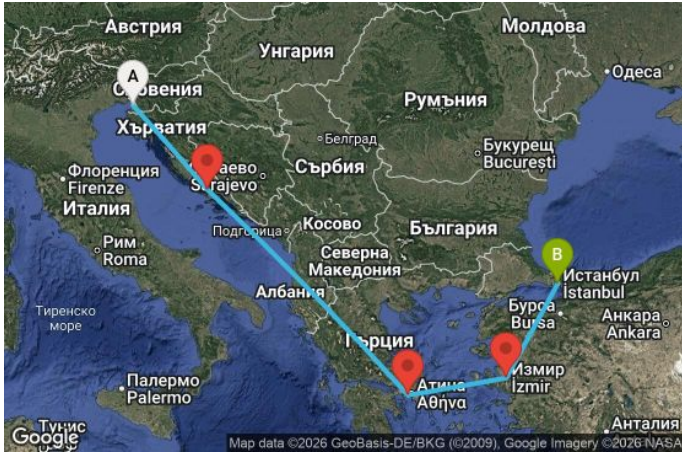 Австрия
Молдова
Унгария
A
Словения
Одеса
Румъния
Хърватия
Белград
Букурещ
București
Флоренция
Firenze
Сърбия
Sarajevo
Италия
Косово
България
Подгорица
Рим
Roma
Северна
Македония
B
Истанбул
İstanbul
Албания
Бурса
Bursa
Анкара
Ankara
Тиренско
море
Гърция
Измир
İzmir
Атина
Αθήνα
Палермо
Palermo
Анталия
Тунис
Google
Map data ©2026 GeoBasis-DE/BKG (©2009), Google Imagery ©2026 NASA